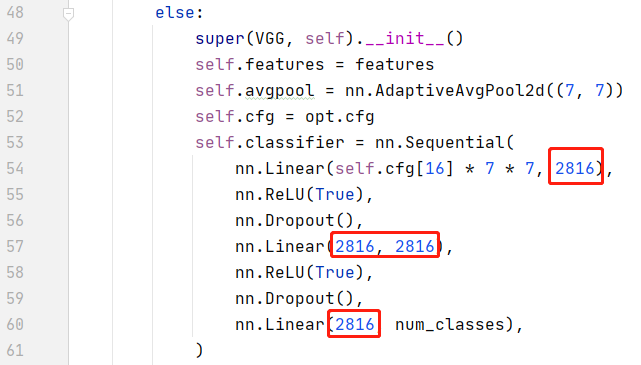 48 else:
49 super(VGG, self).__init__()
50 self.features = features
51 self.avgpool = nn.AdaptiveAvgPool2d((7, 7))
52 self.cfg = opt.cfg
53 self.classifier = nn.Sequential(
54 nn.Linear(self.cfg[16] * 7 * 7, 2816),
55 nn.ReLU(True),
56 nn.Dropout(),
57 nn.Linear(2816, 2816),
58 nn.ReLU(True),
59 nn.Dropout(),
60 nn.Linear(2816 num_classes),
61 )